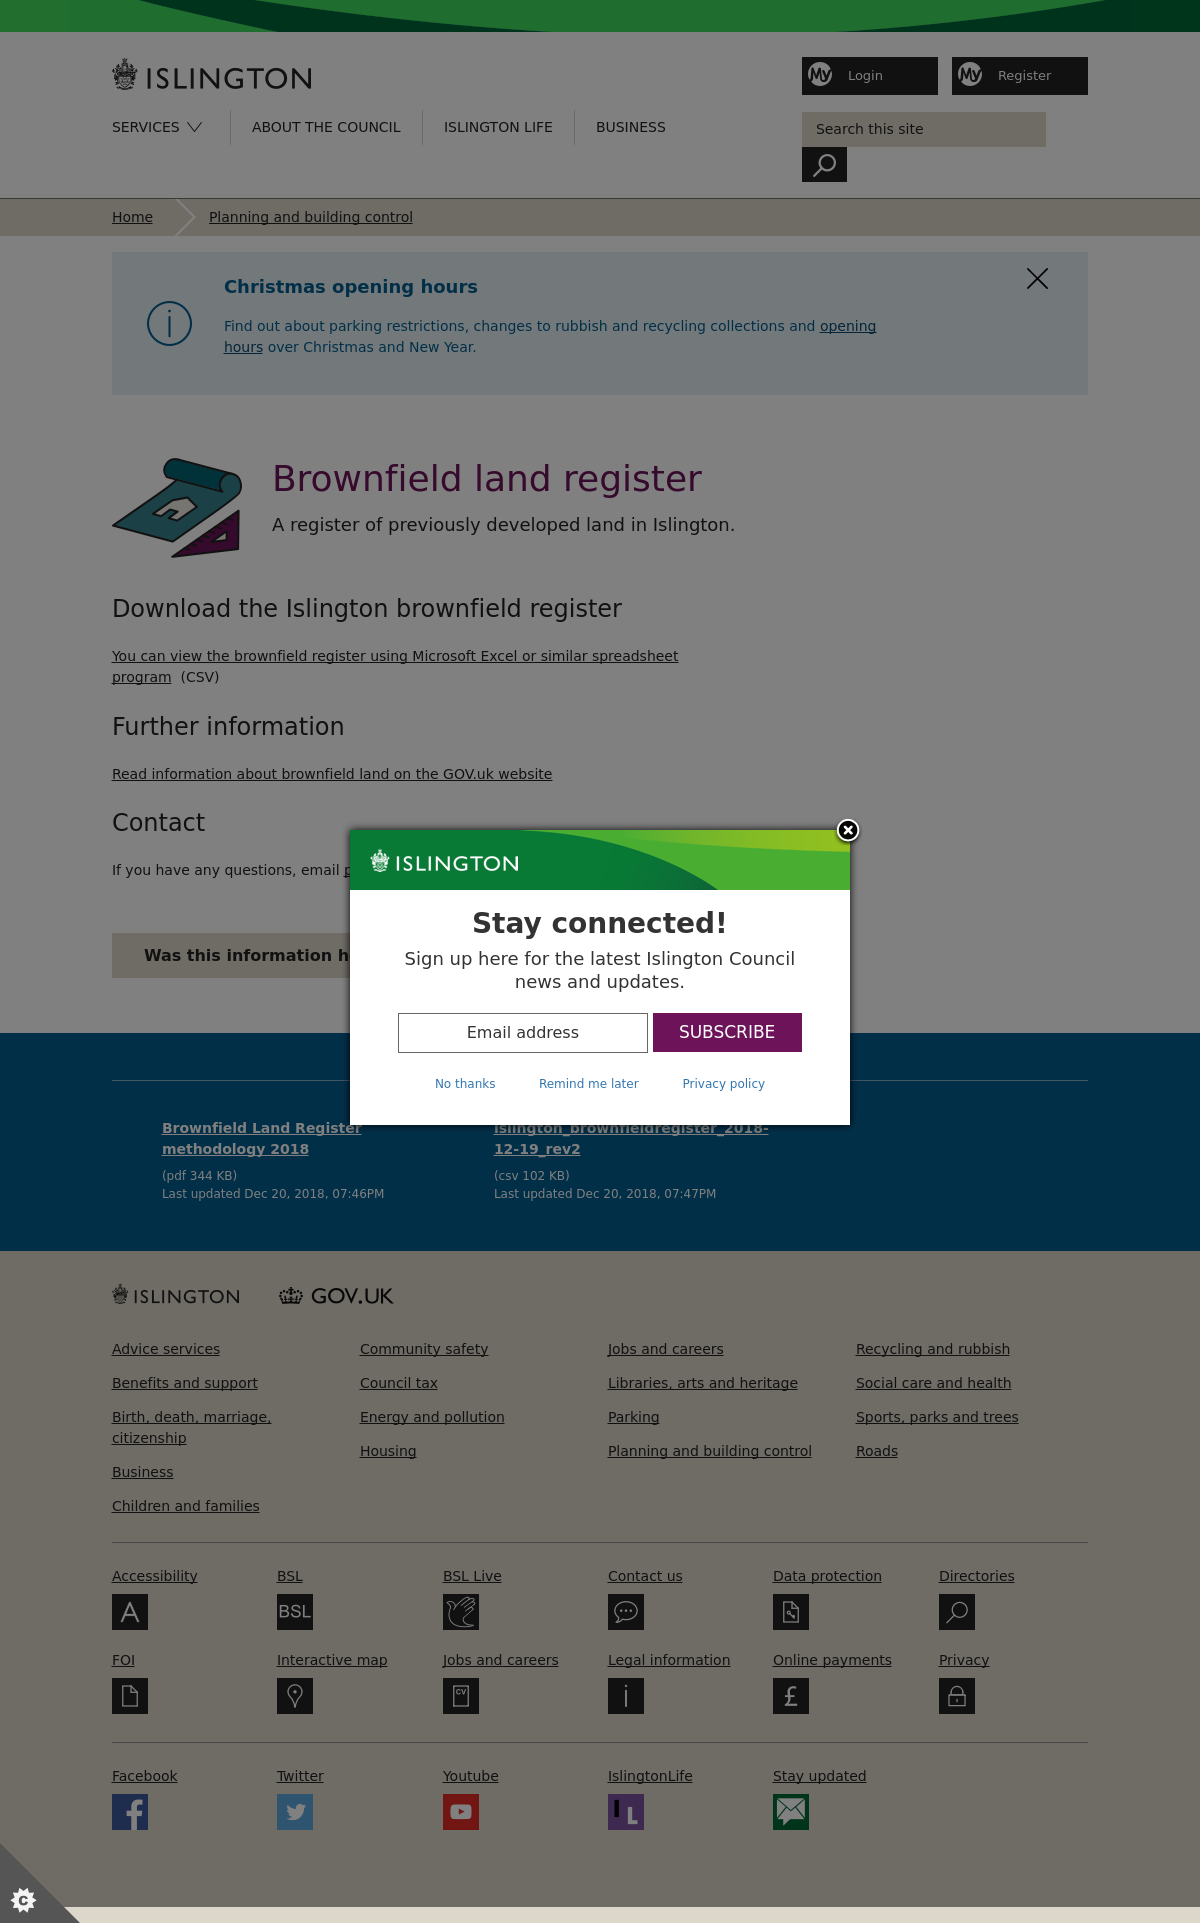 ISLINGTON
My Login
My Register
SERVICES
ABOUT THE COUNCIL
ISLINGTON LIFE
BUSINESS
Search this site
Home
Planning and building control
Christmas opening hours
Find out about parking restrictions, changes to rubbish and recycling collections and opening
hours over Christmas and New Year.
Brownfield land register
A register of previously developed land in Islington.
Download the Islington brownfield register
You can view the brownfield register using Microsoft Excel or similar spreadsheet
program (CSV)
Further information
Read information about brownfield land on the GOV.uk website
Contact
If you have any questions, email
Was this information
ISLINGTON
Stay connected!
Sign up here for the latest Islington Council
news and updates.
Email address
SUBSCRIBE
No thanks
Remind me later
Privacy policy
Brownfield Land Register
methodology 2018
(pdf 344 KB)
Last updated Dec 20, 2018, 07:46PM
Islington_brownfieldregister_2018-
12-19_rev2
(csv 102 KB)
Last updated Dec 20, 2018, 07:47PM
ISLINGTON
GOV.UK
Advice services
Benefits and support
Birth, death, marriage,
citizenship
Business
Children and families
Community safety
Council tax
Energy and pollution
Housing
Jobs and careers
Libraries, arts and heritage
Parking
Planning and building control
Recycling and rubbish
Social care and health
Sports, parks and trees
Roads
Accessibility
A
BSL
BSL
BSL Live
Contact us
Data protection
Directories
FOI
Interactive map
Jobs and careers
CV
Legal information
i
Online payments
£
Privacy
Facebook
Twitter
Youtube
IslingtonLife
IL
Stay updated
C